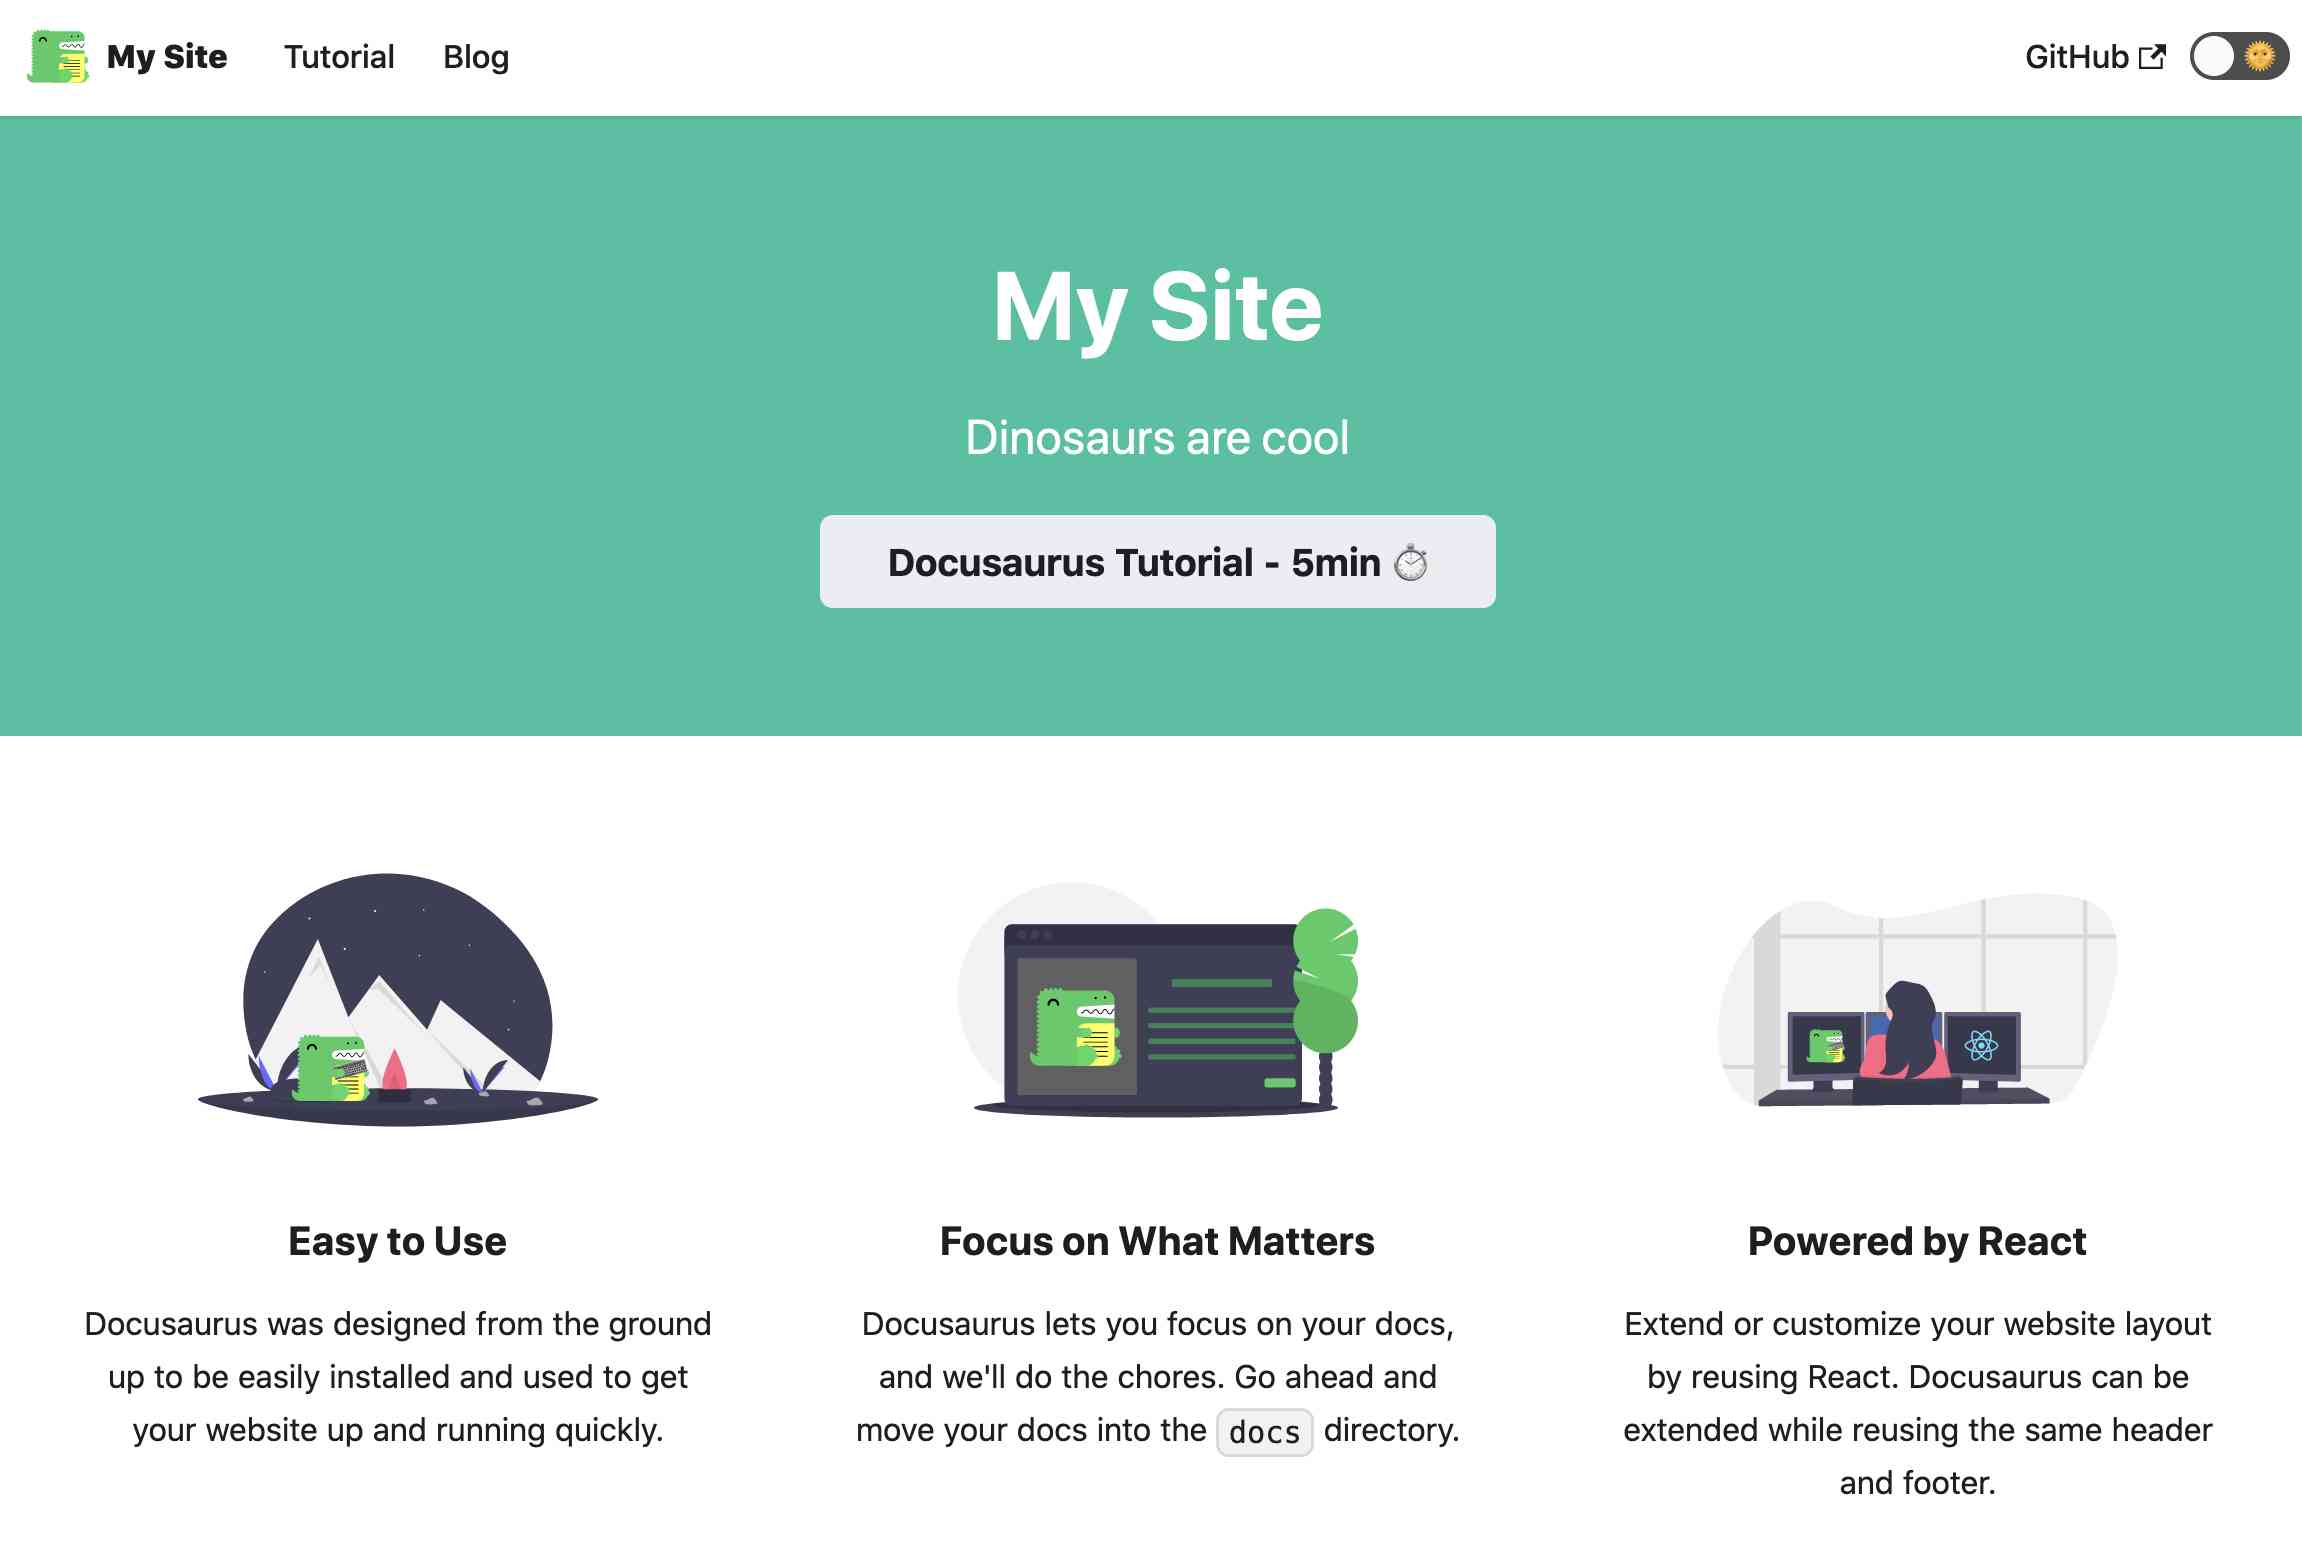 My Site Tutorial Blog GitHub
My Site
Dinosaurs are cool
Docusaurus Tutorial - 5min ⏱️
Easy to Use
Docusaurus was designed from the ground
up to be easily installed and used to get
your website up and running quickly.
Focus on What Matters
Docusaurus lets you focus on your docs,
and we'll do the chores. Go ahead and
move your docs into the docs directory.
Powered by React
Extend or customize your website layout
by reusing React. Docusaurus can be
extended while reusing the same header
and footer.